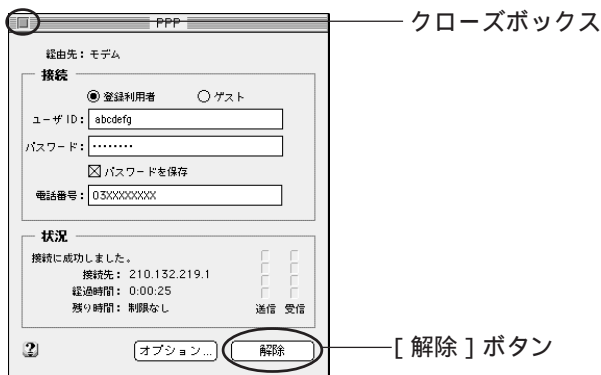 PPP
クローズボックス
経由先：モデム
接続
登録利用者 ゲスト
ユーザID： abcdefg
パスワード： ••••••••
パスワードを保存
電話番号： 03XXXXXXXX
状況
接続に成功しました。
接続先： 210.132.219.1
経過時間： 0:00:25
残り時間： 制限なし
送信 受信
? オプション... 解除
[ 解除 ] ボタン